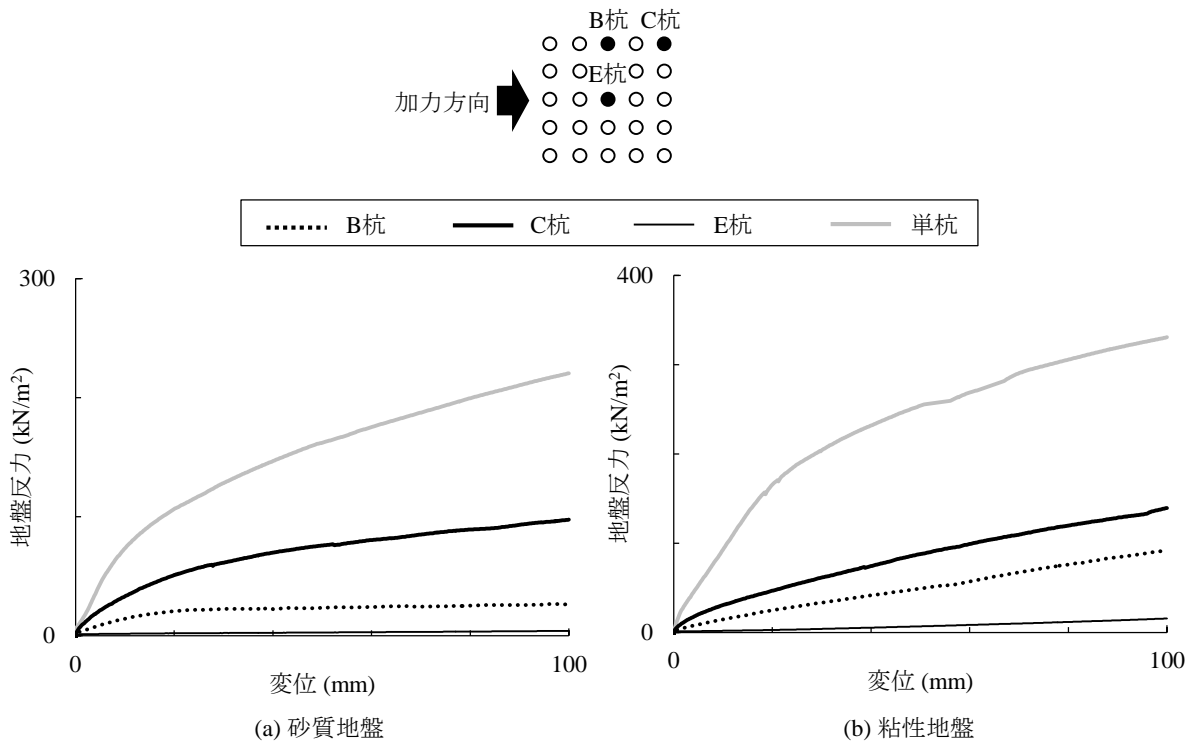 B杭 C杭
E杭
加力方向
B杭 C杭 E杭 単杭
300
地盤反力 (kN/m²)
0
0 100
変位 (mm)
(a) 砂質地盤
400
地盤反力 (kN/m²)
0
0 100
変位 (mm)
(b) 粘性地盤